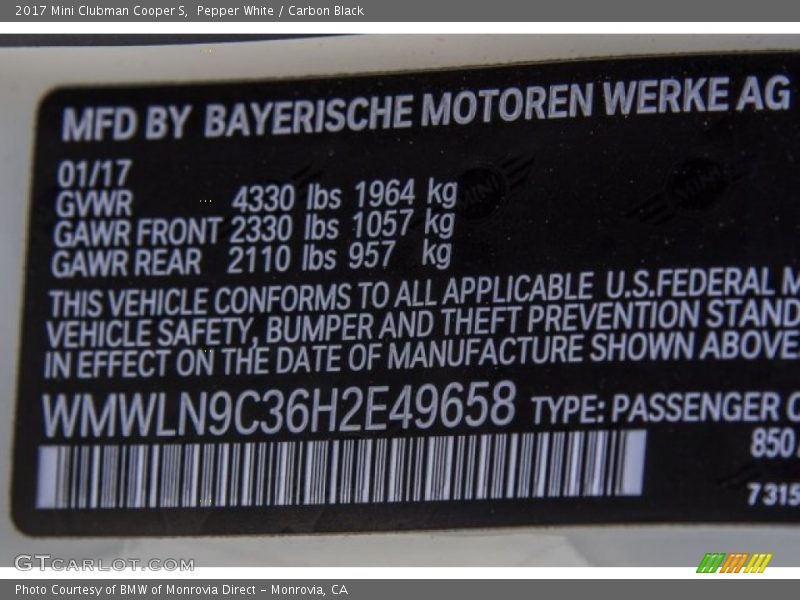 2017 Mini Clubman Cooper S,  Pepper White / Carbon Black
MFD BY BAYERISCHE MOTOREN WERKE AG
01/17
GVWR 4330 lbs 1964 kg
GAWR FRONT 2330 lbs 1057 kg
GAWR REAR 2110 lbs 957 kg
THIS VEHICLE CONFORMS TO ALL APPLICABLE U.S.FEDERAL M
VEHICLE SAFETY, BUMPER AND THEFT PREVENTION STAND
IN EFFECT ON THE DATE OF MANUFACTURE SHOWN ABOVE
WMWLN9C36H2E49658 TYPE: PASSENGER C
850
7315
GTCarLot.com
Photo Courtesy of BMW of Monrovia Direct – Monrovia, CA